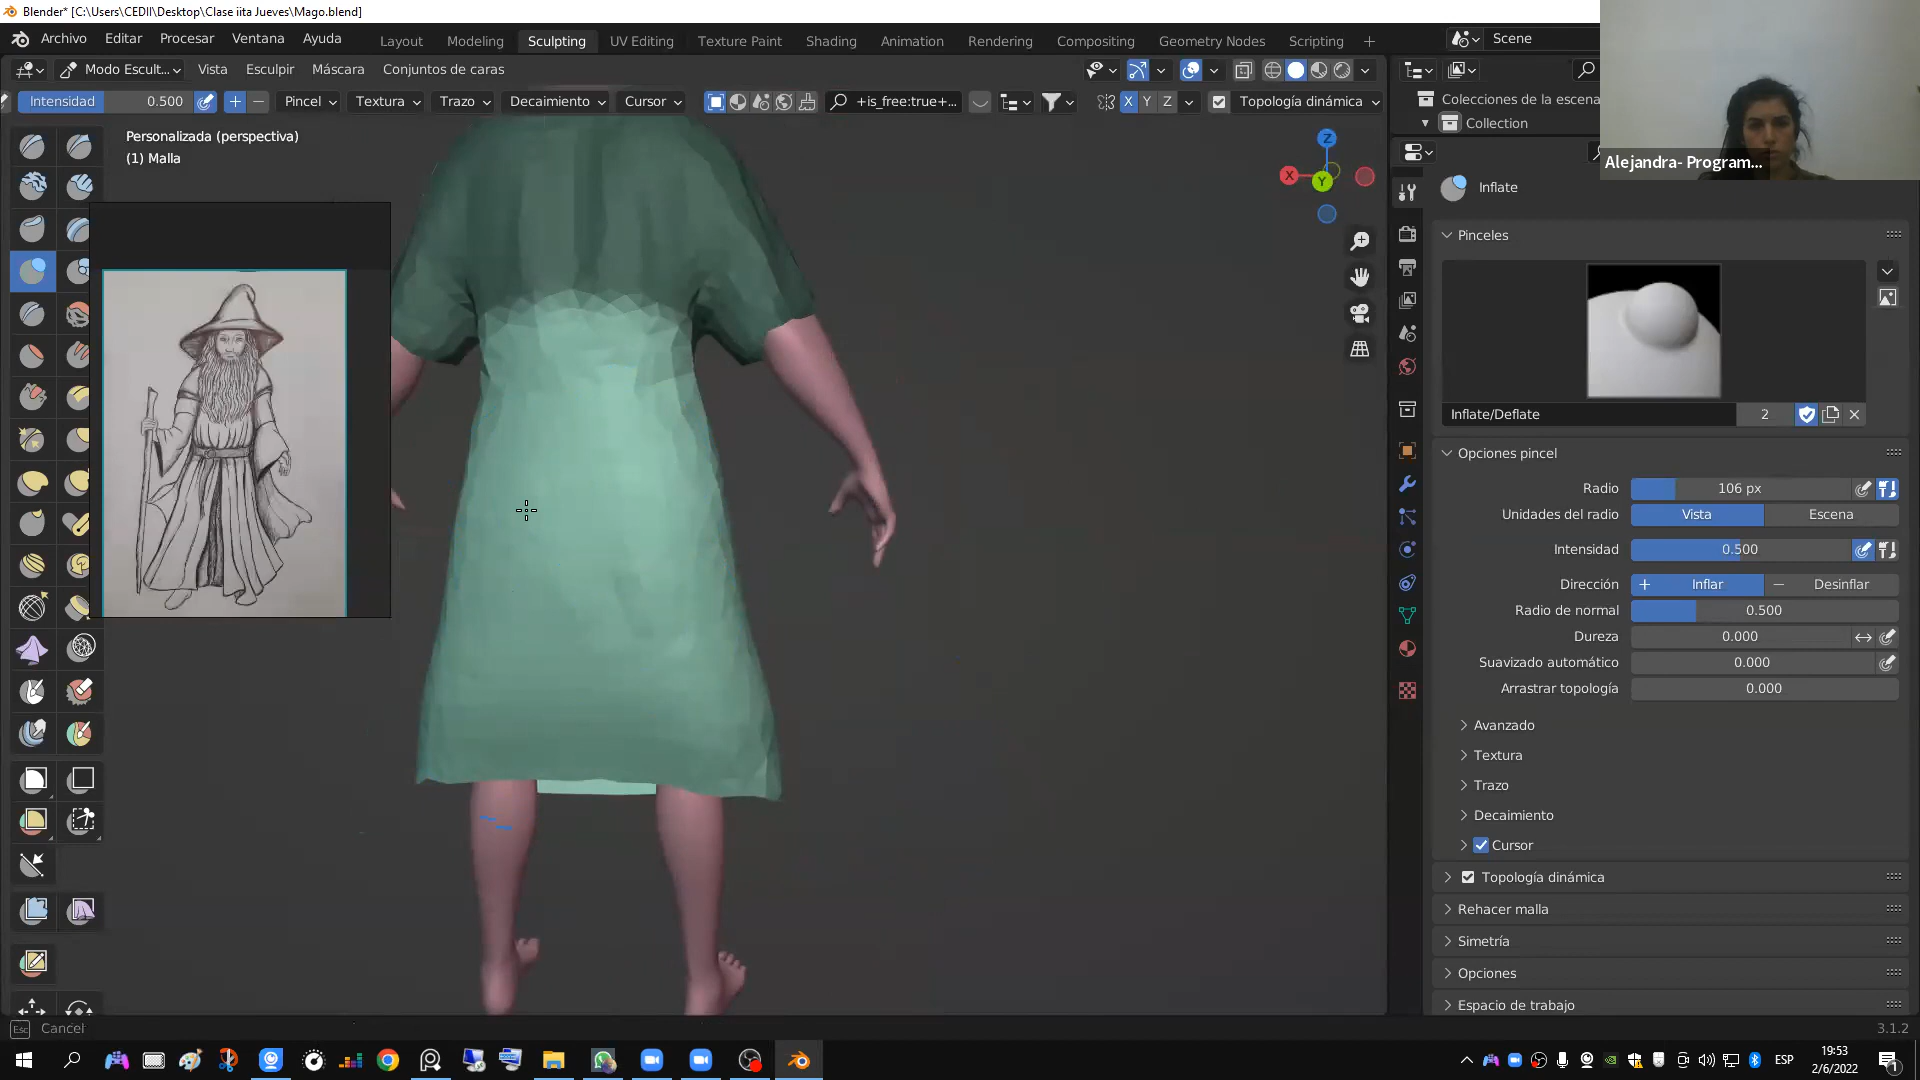 Blender* [C:\Users\CEDII\Desktop\Clase iita Jueves\Mago.blend]
Archivo Editar Procesar Ventana Ayuda
Layout Modeling Sculpting UV Editing Texture Paint Shading Animation Rendering Compositing Geometry Nodes Scripting
Scene
Modo Escult... Vista Esculpir Máscara Conjuntos de caras
Intensidad 0.500 Pincel Textura Trazo Decaimiento Cursor +is_free:true+... X Y Z Topología dinámica
Colecciones de la escena
Collection
Alejandra- Program...
Personalizada (perspectiva)
(1) Malla
Z
X
Y
Inflate
Pinceles
Inflate/Deflate 2
Opciones pincel
Radio 106 px
Unidades del radio Vista Escena
Intensidad 0.500
Dirección + Inflar − Desinflar
Radio de normal 0.500
Dureza 0.000
Suavizado automático 0.000
Arrastrar topología 0.000
Avanzado
Textura
Trazo
Decaimiento
Cursor
Topología dinámica
Rehacer malla
Simetría
Opciones
Espacio de trabajo
Esc Cancel
3.1.2
ESP
19:53
2/6/2022
1